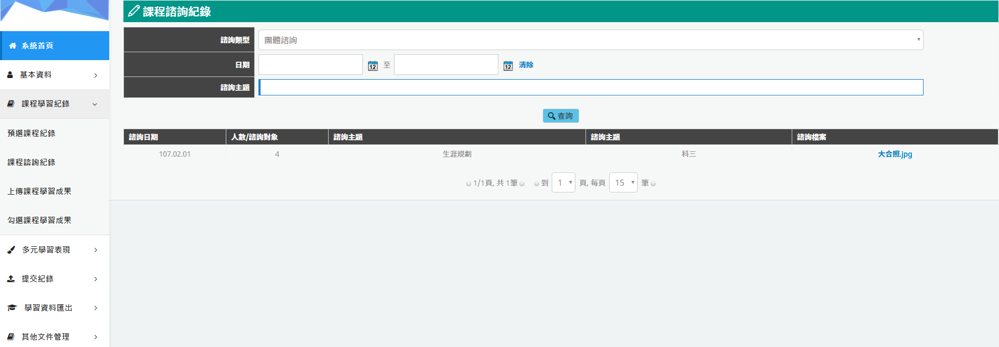 系統首頁
基本資料
課程學習紀錄
預選課程紀錄
課程諮詢紀錄
上傳課程學習成果
勾選課程學習成果
多元學習表現
提交紀錄
學習資料匯出
其他文件管理
課程諮詢紀錄
諮詢類型 團體諮詢
日期 12 至 12 清除
諮詢主題
查詢
諮詢日期 人數/諮詢對象 諮詢主題 諮詢主題 諮詢檔案
107.02.01 4 生涯規劃 科三 大合照.jpg
1/1頁, 共 1筆 到 1 頁, 每頁 15 筆